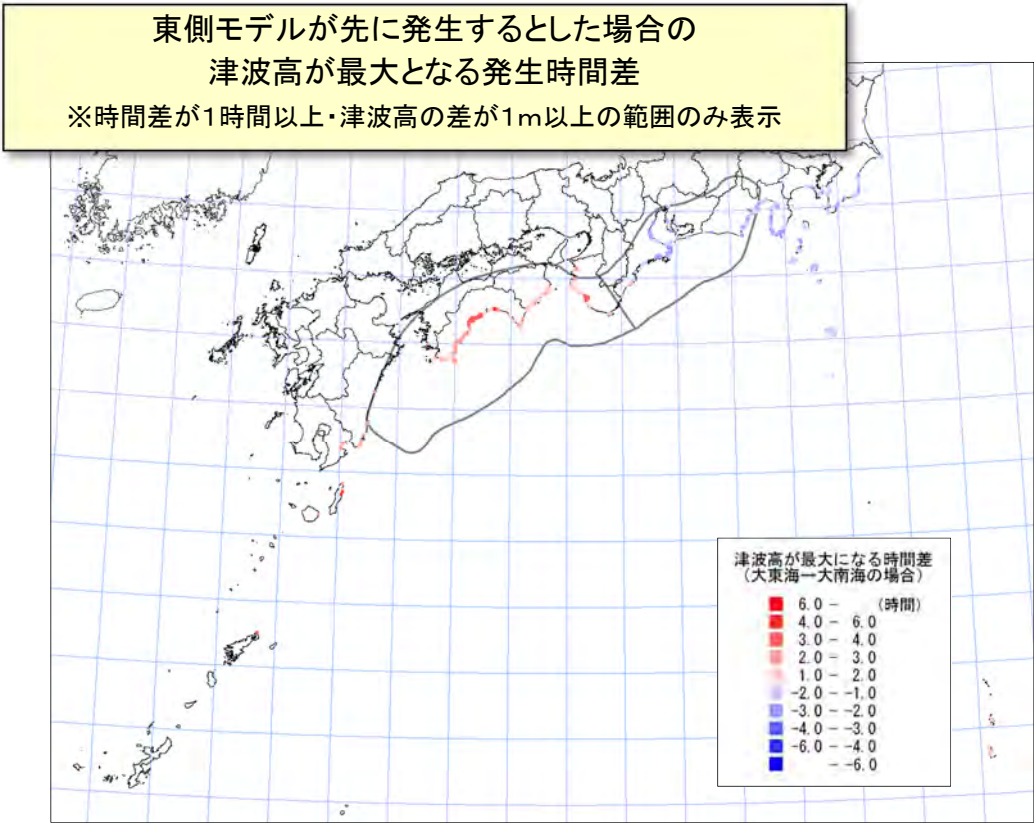 東側モデルが先に発生するとした場合の
津波高が最大となる発生時間差
※時間差が1時間以上・津波高の差が1m以上の範囲のみ表示
津波高が最大になる時間差
(大東海ー大南海の場合)
6.0 - (時間)
4.0 - 6.0
3.0 - 4.0
2.0 - 3.0
1.0 - 2.0
-2.0 - -1.0
-3.0 - -2.0
-4.0 - -3.0
-6.0 - -4.0
- -6.0